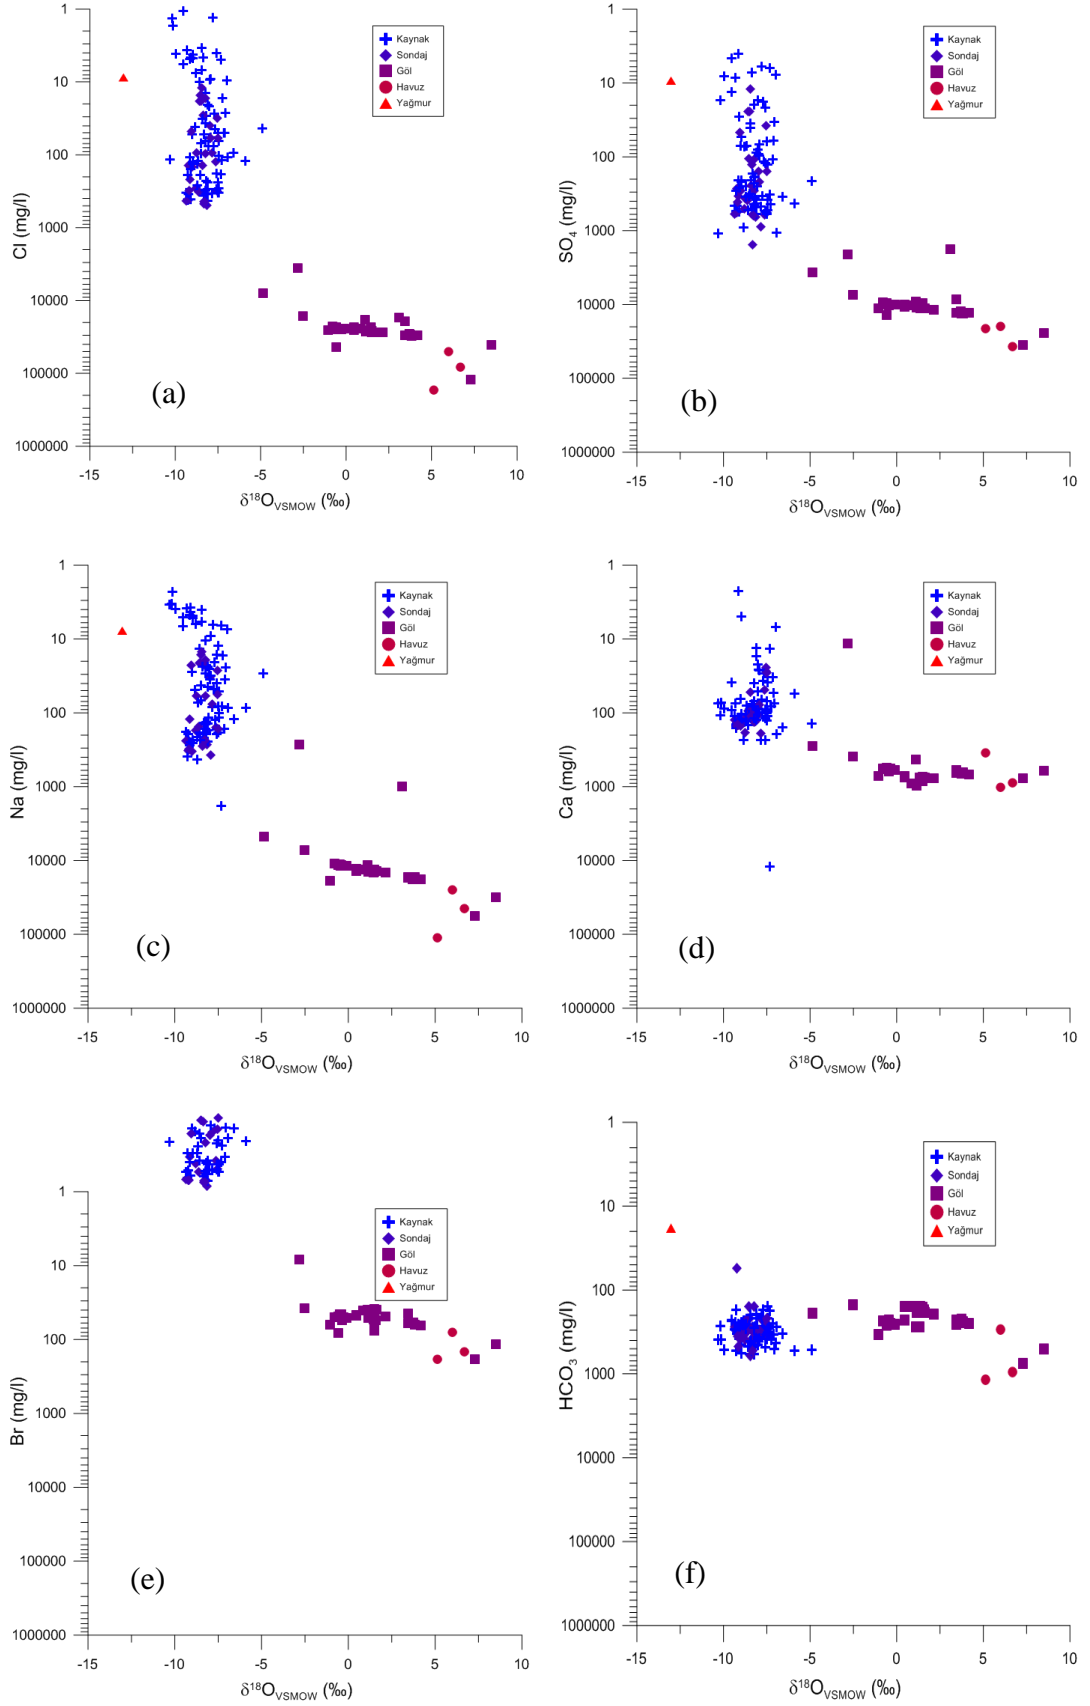 1
10
100
1000
10000
100000
1000000
Cl (mg/l)
Kaynak
Sondaj
Göl
Havuz
Yağmur
(a)
-15 -10 -5 0 5 10
δ¹⁸O_VSMOW (‰)
1
10
100
1000
10000
100000
1000000
SO₄ (mg/l)
Kaynak
Sondaj
Göl
Havuz
Yağmur
(b)
-15 -10 -5 0 5 10
δ¹⁸O_VSMOW (‰)
1
10
100
1000
10000
100000
1000000
Na (mg/l)
Kaynak
Sondaj
Göl
Havuz
Yağmur
(c)
-15 -10 -5 0 5 10
δ¹⁸O_VSMOW (‰)
1
10
100
1000
10000
100000
1000000
Ca (mg/l)
Kaynak
Sondaj
Göl
Havuz
Yağmur
(d)
-15 -10 -5 0 5 10
δ¹⁸O_VSMOW (‰)
1
10
100
1000
10000
100000
1000000
Br (mg/l)
Kaynak
Sondaj
Göl
Havuz
Yağmur
(e)
-15 -10 -5 0 5 10
δ¹⁸O_VSMOW (‰)
1
10
100
1000
10000
100000
1000000
HCO₃ (mg/l)
Kaynak
Sondaj
Göl
Havuz
Yağmur
(f)
-15 -10 -5 0 5 10
δ¹⁸O_VSMOW (‰)